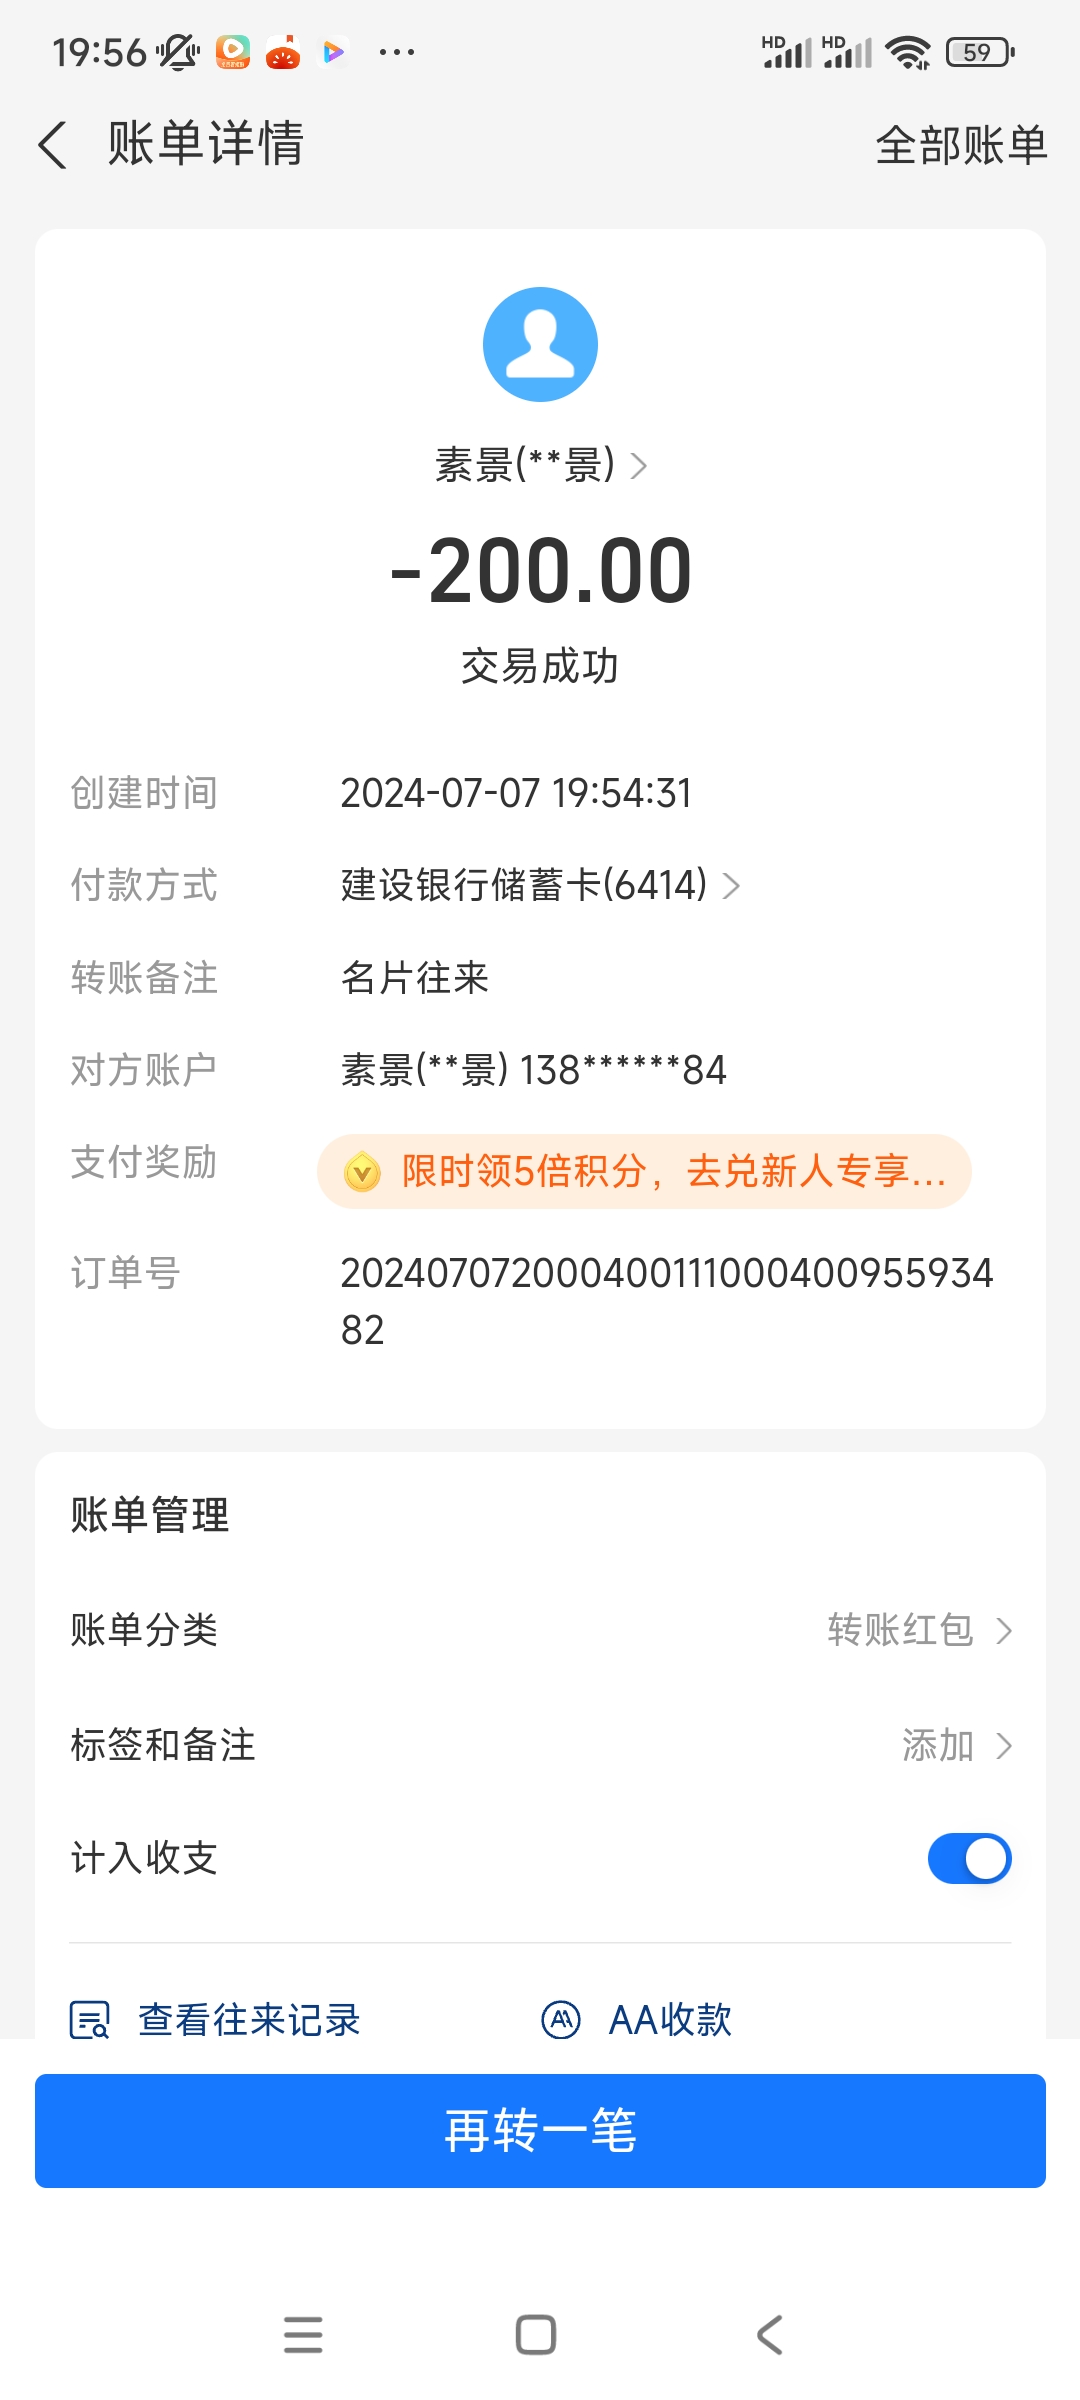 19:56
HD HD 59
账单详情
全部账单
素景(**景)
-200.00
交易成功
创建时间 2024-07-07 19:54:31
付款方式 建设银行储蓄卡(6414)
转账备注 名片往来
对方账户 素景(**景) 138******84
支付奖励 限时领5倍积分，去兑新人专享...
订单号 20240707200040011100040095593482
账单管理
账单分类 转账红包
标签和备注 添加
计入收支
查看往来记录 AA收款
再转一笔